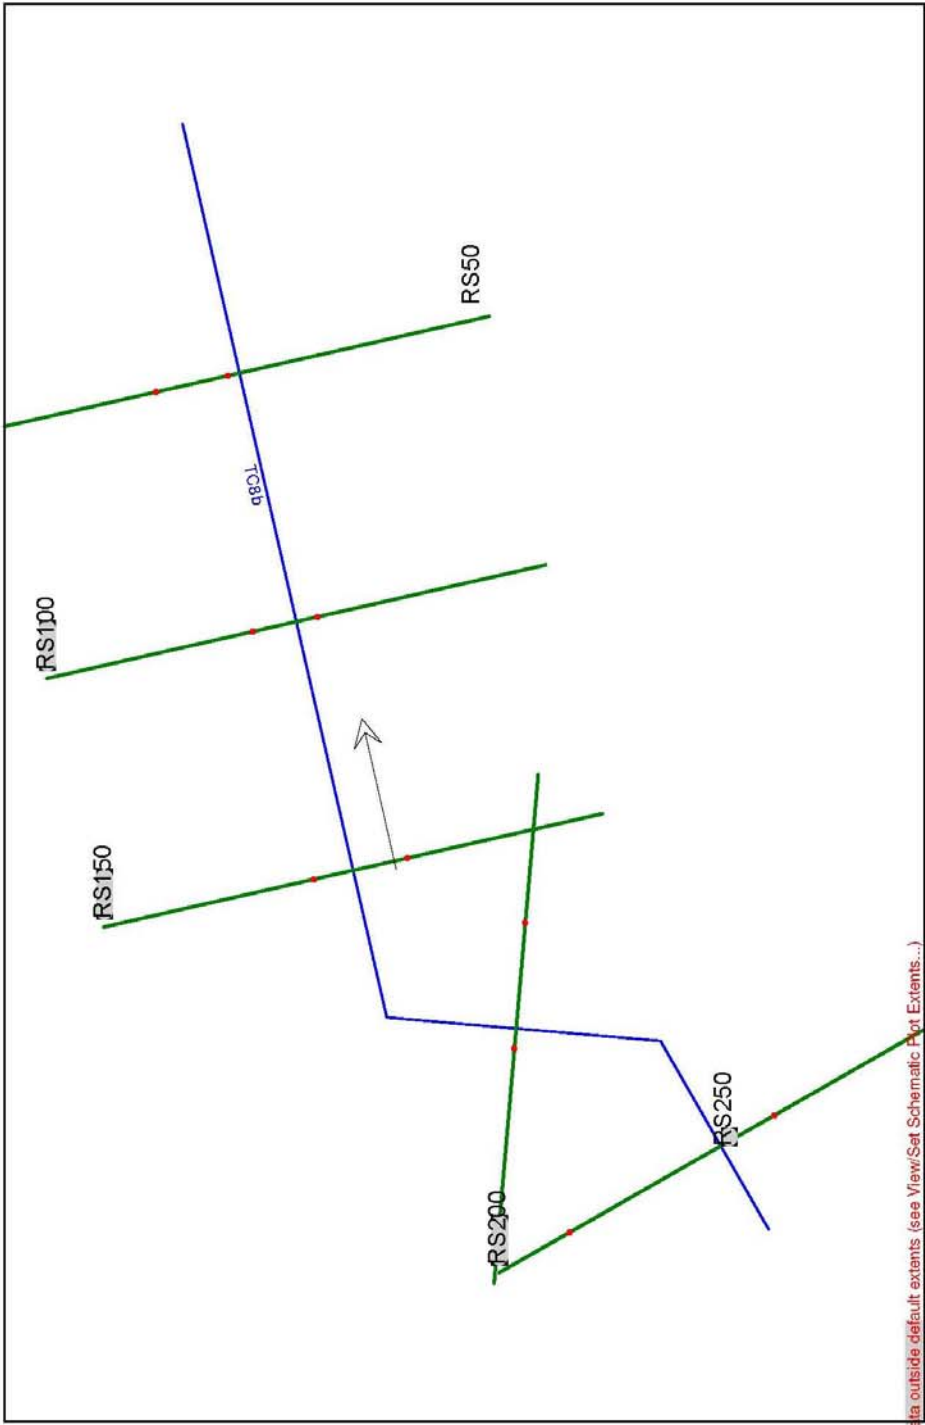 RS50
TC8b
RS100
RS150
RS250
RS200
ta outside default extents (see View/Set Schematic Plot Extents...)